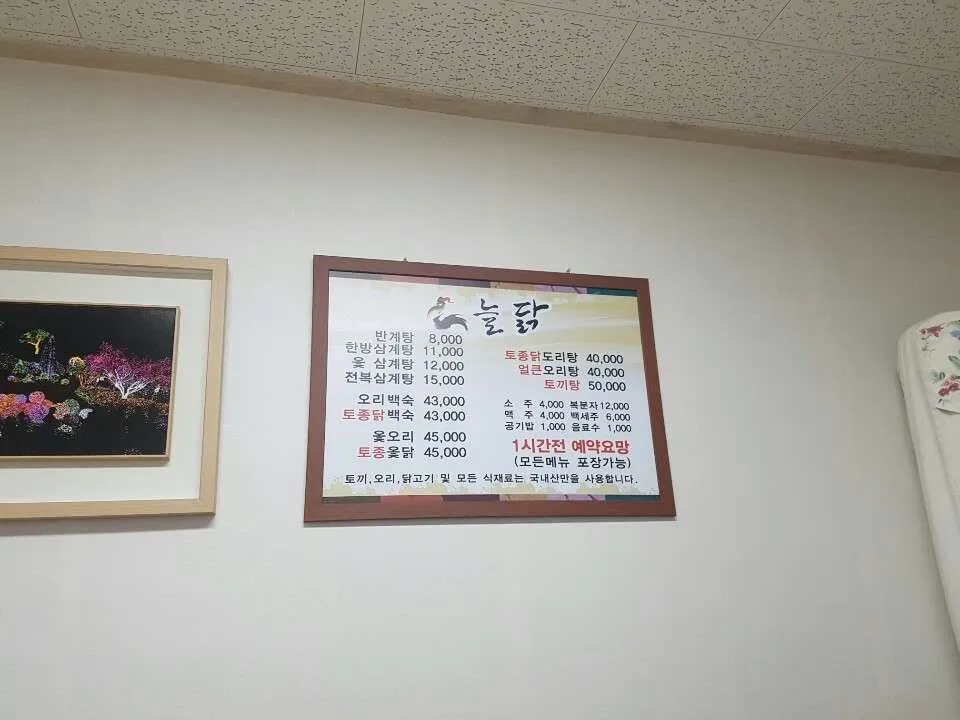 늘닭
반계탕 8,000
한방삼계탕 11,000
옻 삼계탕 12,000
전복삼계탕 15,000
오리백숙 43,000
토종닭백숙 43,000
옻오리 45,000
토종옻닭 45,000
토종닭도리탕 40,000
얼큰오리탕 40,000
토끼탕 50,000
소 주 4,000 복분자 12,000
맥 주 4,000 백세주 6,000
공기밥 1,000 음료수 1,000
1시간전 예약요망
(모든메뉴 포장가능)
토끼,오리,닭고기 및 모든 식재료는 국내산만을 사용합니다.